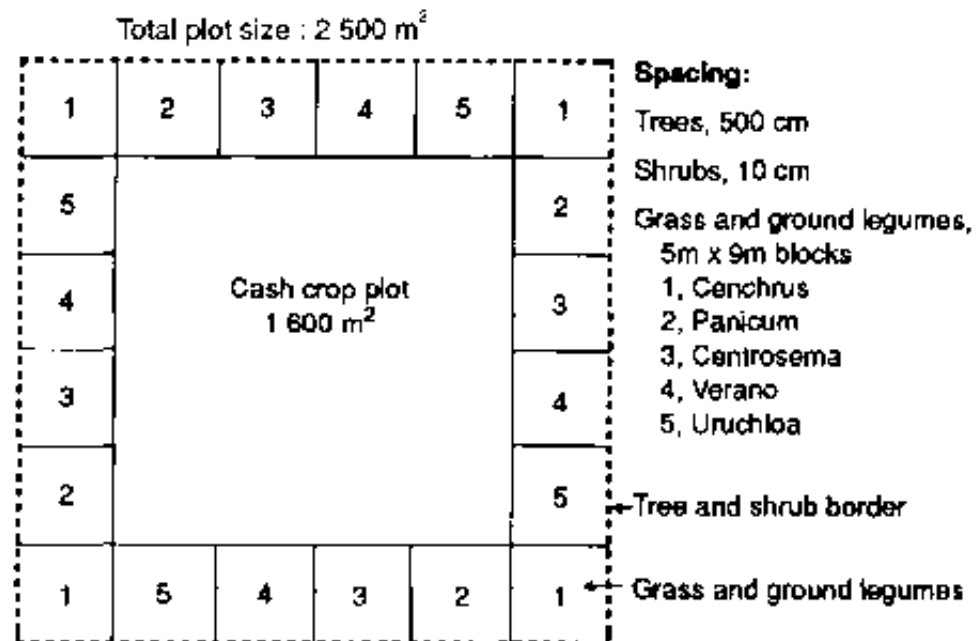 Total plot size : 2 500 m²
1 2 3 4 5 1
5 2
4 3
3 4
2 5
1 5 4 3 2 1
Cash crop plot
1 600 m²
Spacing:
Trees, 500 cm
Shrubs, 10 cm
Grass and ground legumes,
5m x 9m blocks
1, Cenchrus
2, Panicum
3, Centrosema
4, Verano
5, Uruchloa
Tree and shrub border
Grass and ground legumes